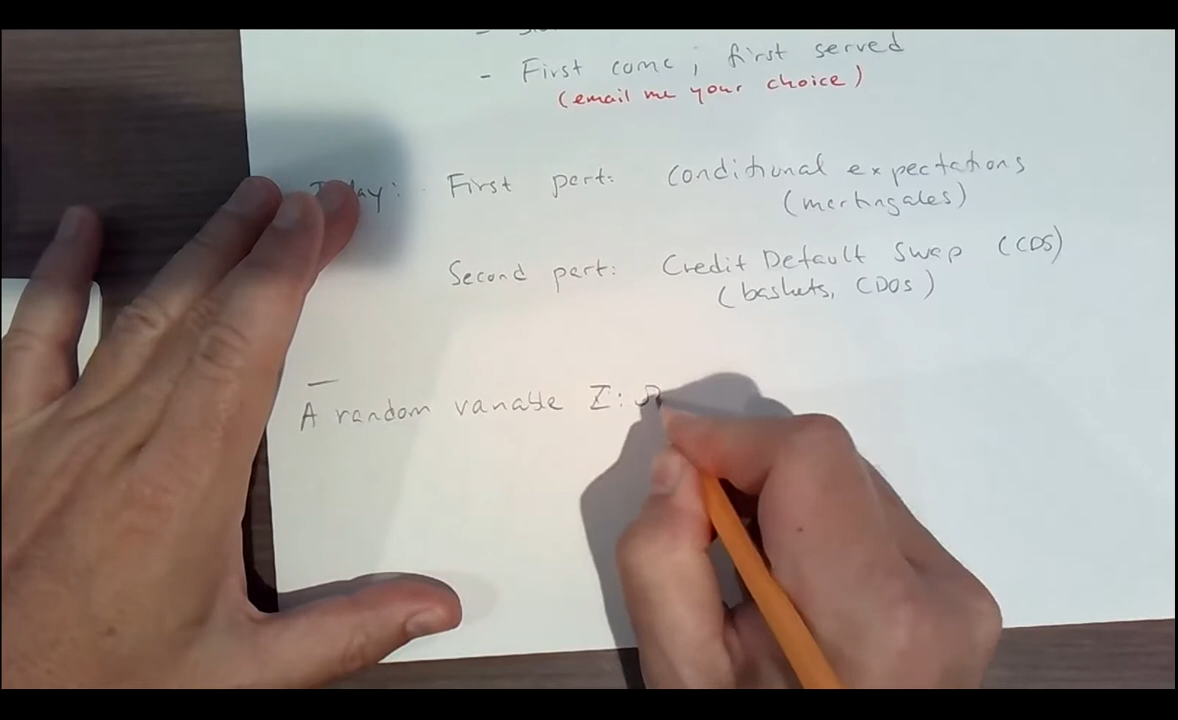 - First come, first served
(email me your choice)
Today: First part: Conditional expectations
(martingales)
Second part: Credit Default Swap (CDS)
(baskets, CDOs)
A random variable Z: Ω